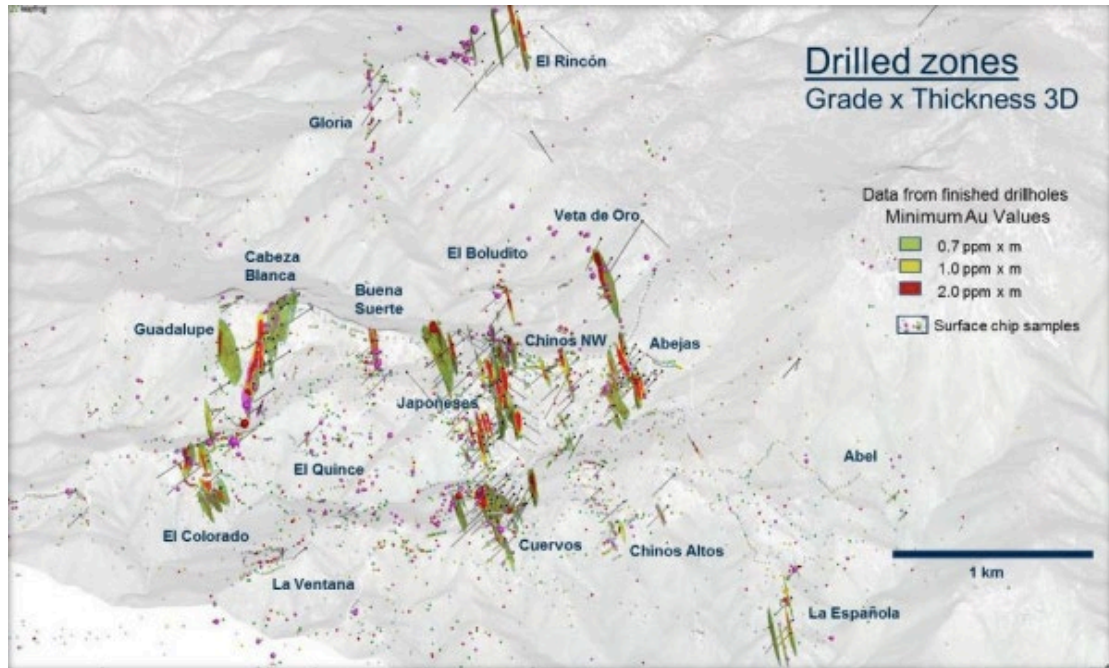 Drilled zones
Grade x Thickness 3D
El Rincón
Gloria
Data from finished drillholes
Minimum Au Values
0.7 ppm x m
1.0 ppm x m
2.0 ppm x m
Surface chip samples
Veta de Oro
El Boludito
Cabeza
Blanca
Buena
Suerte
Guadalupe
Chinos NW
Abejas
Japoneses
El Quince
Abel
El Colorado
Cuervos
Chinos Altos
La Ventana
1 km
La Española